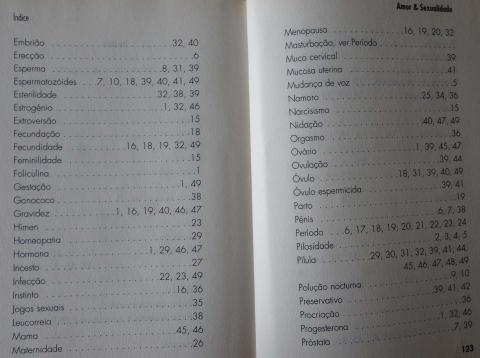 Índice
Embrião 32, 40
Erecção 6
Esperma 8, 31, 39
Espermatozóides 7, 10, 18, 39, 40, 41, 49
Esterilidade 32, 38, 39
Estrogénio 1, 32, 46
Extroversão 15
Fecundação 18
Fecundidade 16, 18, 19, 32, 49
Feminilidade 15
Foliculina 1
Gestação 1, 49
Gonococo 38
Gravidez 1, 16, 19, 40, 46, 47
Hímen 23
Homeopatia 29
Hormona 1, 29, 46, 47
Incesto 27
Infecção 22, 23, 49
Instinto 16, 36
Jogos sexuais 35
Leucorreia 38
Mama 45, 46
Maternidade 26
Amor & Sexualidade
Menopausa 16, 19, 20, 32
Masturbação, ver Período
Muco cervical 39
Mucosa uterina 41
Mudança de voz 5
Namoro 25, 34, 36
Narcisismo 15
Nidação 40, 47, 49
Orgasmo 36
Ovário 1, 39, 45, 47
Ovulação 39, 44
Óvulo 18, 31, 39, 40, 49
Óvulo espermicida 39, 41
Parto 19
Pénis 6, 7, 38
Período 6, 17, 18, 19, 20, 21, 22, 23, 24
Pilosidade 2, 3, 4, 5
Pílula 29, 30, 31, 32, 39, 41, 44,
45, 46, 47, 48, 49
Polução nocturna 9, 10
Preservativo 39, 41, 42
Procriação 36
Progesterona 1, 32, 46
Próstata 7, 39
123